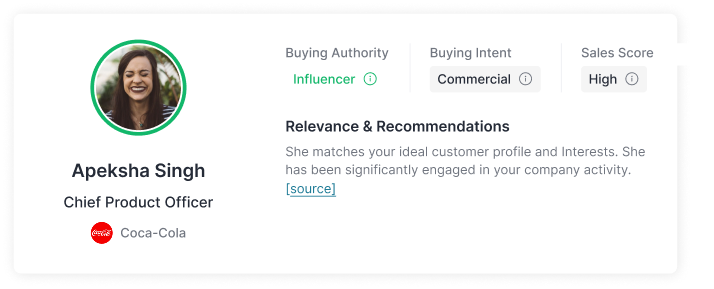 Buying Authority
Buying Intent
Sales Score
Influencer
Commercial
High
Relevance & Recommendations
She matches your ideal customer profile and Interests. She
has been significantly engaged in your company activity.
[source]
Apeksha Singh
Chief Product Officer
Coca-Cola